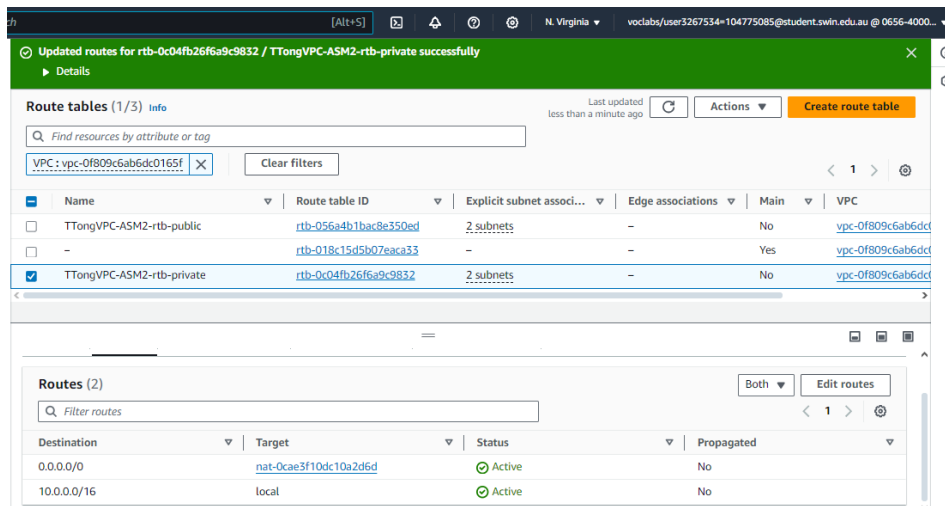 ch [Alt+S] N. Virginia ▼ voclabs/user3267534=104775085@student.swin.edu.au @ 0656-4000...
Updated routes for rtb-0c04fb26f6a9c9832 / TTongVPC-ASM2-rtb-private successfully
▶ Details
Route tables (1/3) Info Last updated less than a minute ago Actions ▼ Create route table
Find resources by attribute or tag
VPC : vpc-0f809c6ab6dc0165f Clear filters 1
Name Route table ID Explicit subnet associ... Edge associations Main VPC
TTongVPC-ASM2-rtb-public rtb-056a4b1bac8e350ed 2 subnets – No vpc-0f809c6ab6dc
– rtb-018c15d5b07eaca33 – – Yes vpc-0f809c6ab6dc
TTongVPC-ASM2-rtb-private rtb-0c04fb26f6a9c9832 2 subnets – No vpc-0f809c6ab6dc
Routes (2) Both ▼ Edit routes
Filter routes 1
Destination Target Status Propagated
0.0.0.0/0 nat-0cae3f10dc10a2d6d Active No
10.0.0.0/16 local Active No